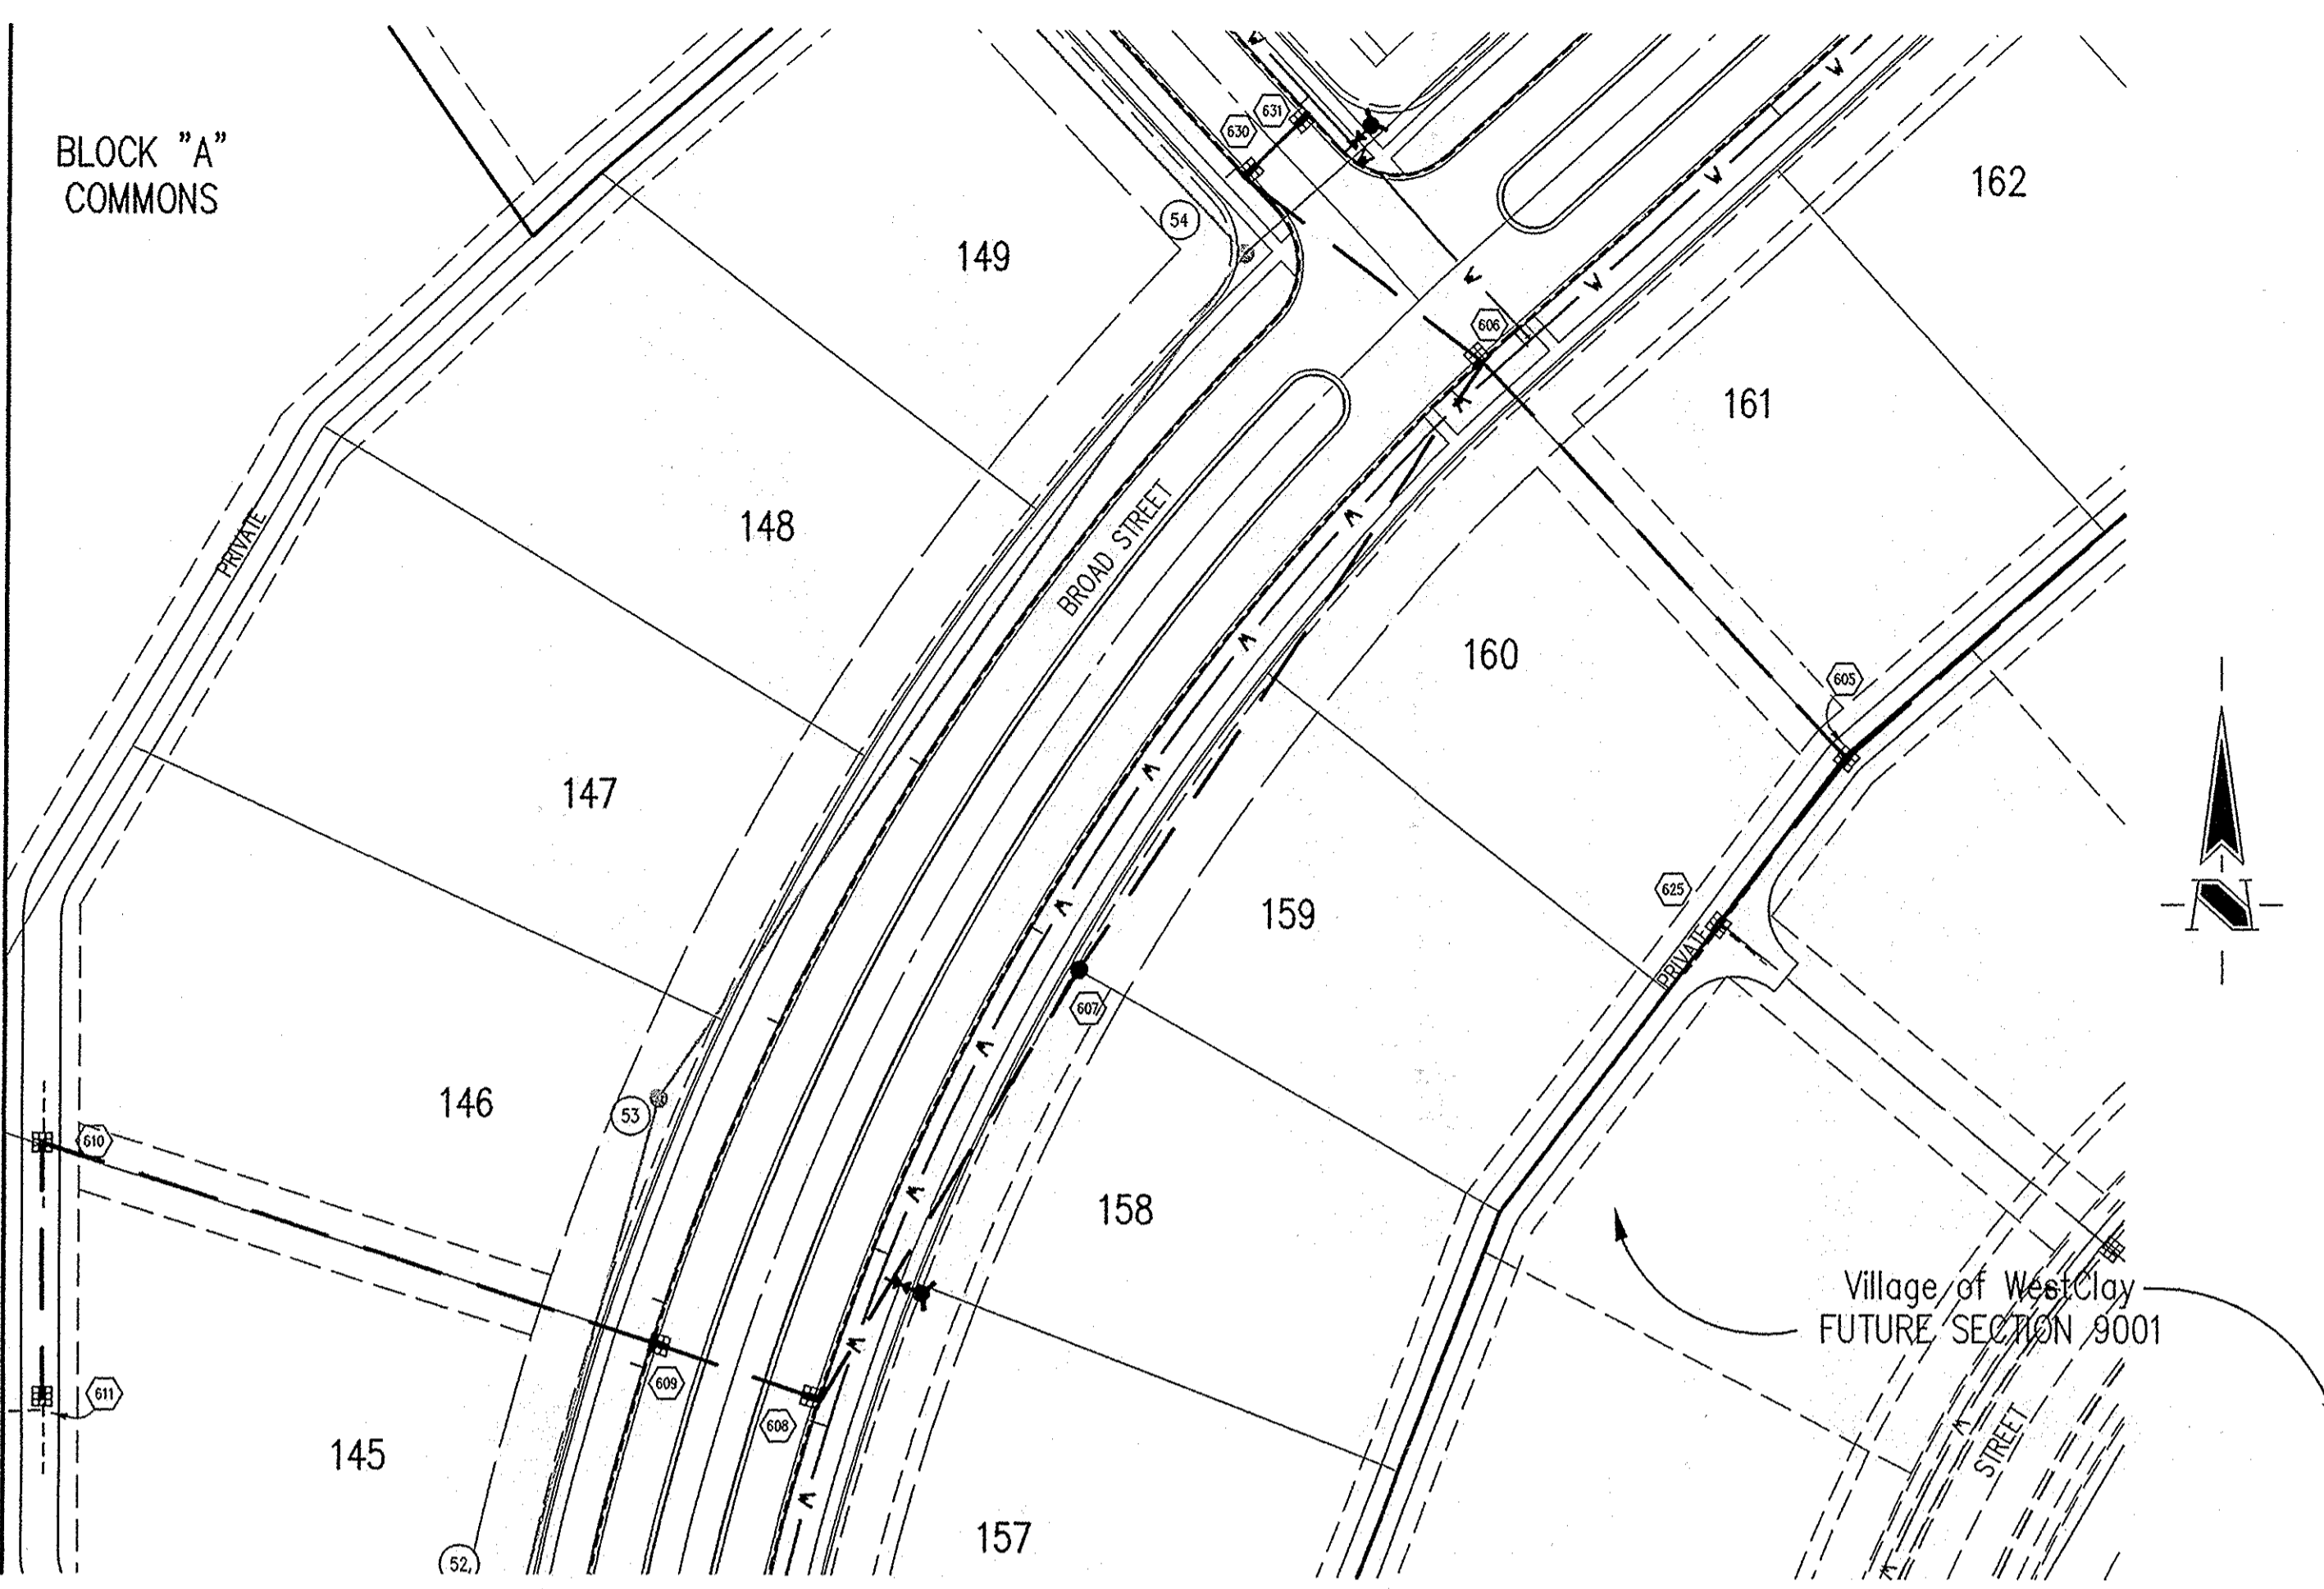 BLOCK "A"
COMMONS
631
630
W
W
W
162
54
149
W
W
606
161
W
PRIVATE
148
BROAD STREET
W
W
160
605
147
W
159
W
625
PRIVATE
N
607
W
146
53
610
158
W
Village of WestClay
FUTURE SECTION 9001
W
609
611
608
145
W
STREET
W
157
52
W